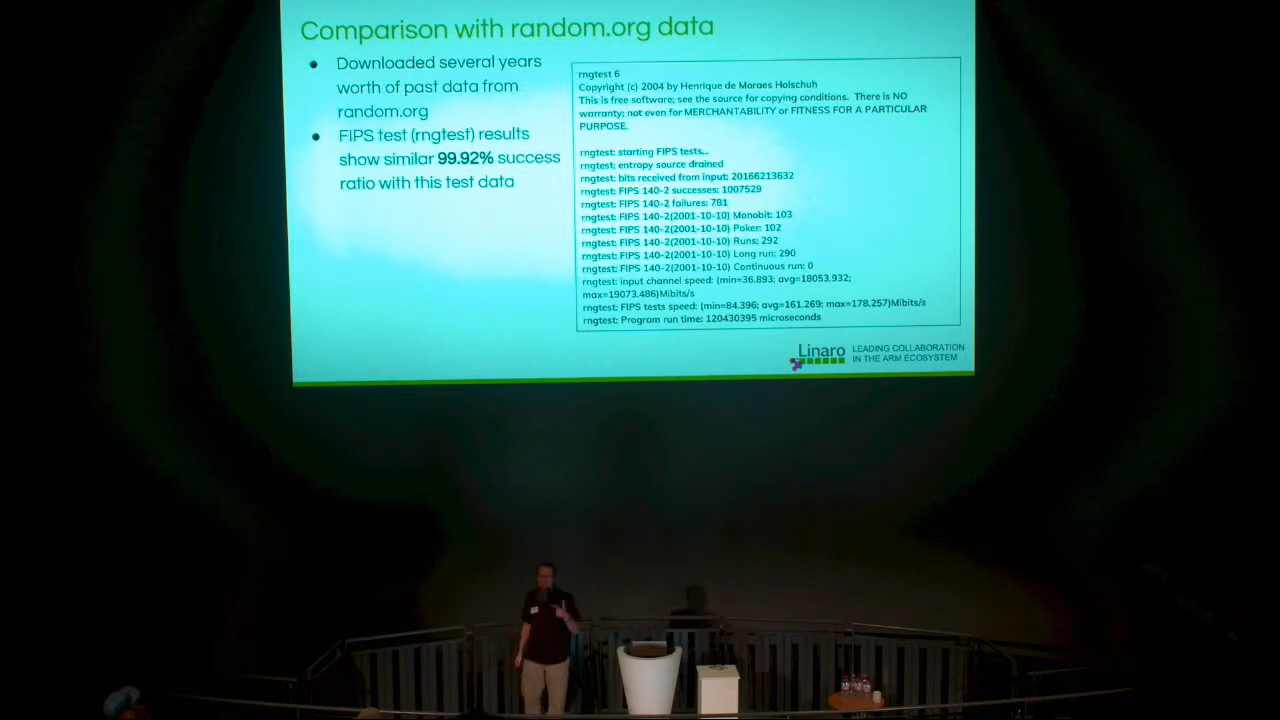 Comparison with random.org data
● Downloaded several years
worth of past data from
random.org
● FIPS test (rngtest) results
show similar 99.92% success
ratio with this test data
rngtest 6
Copyright (c) 2004 by Henrique de Moraes Holschuh
This is free software; see the source for copying conditions. There is NO
warranty; not even for MERCHANTABILITY or FITNESS FOR A PARTICULAR
PURPOSE.
rngtest: starting FIPS tests...
rngtest: entropy source drained
rngtest: bits received from input: 20166213632
rngtest: FIPS 140-2 successes: 1007529
rngtest: FIPS 140-2 failures: 781
rngtest: FIPS 140-2(2001-10-10) Monobit: 103
rngtest: FIPS 140-2(2001-10-10) Poker: 102
rngtest: FIPS 140-2(2001-10-10) Runs: 292
rngtest: FIPS 140-2(2001-10-10) Long run: 290
rngtest: FIPS 140-2(2001-10-10) Continuous run: 0
rngtest: input channel speed: (min=36.893; avg=18053.932;
max=19073.486)Mibits/s
rngtest: FIPS tests speed: (min=84.396; avg=161.269; max=178.257)Mibits/s
rngtest: Program run time: 120430395 microseconds
Linaro
LEADING COLLABORATION
IN THE ARM ECOSYSTEM